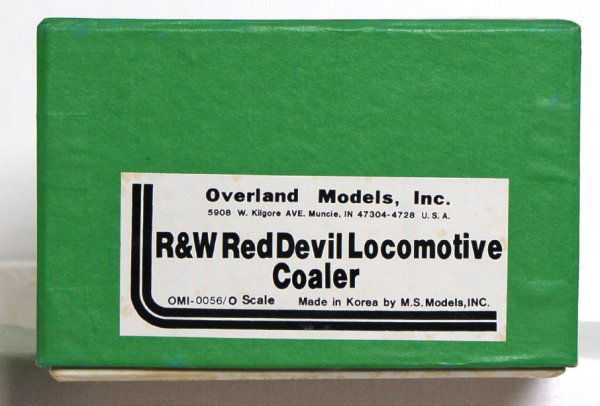 Overland Models, Inc.
5908 W. Kilgore AVE. Muncie, IN 47304-4728 U.S.A.
R&W Red Devil Locomotive
Coaler
OMI-0056/O Scale Made in Korea by M.S. Models, INC.